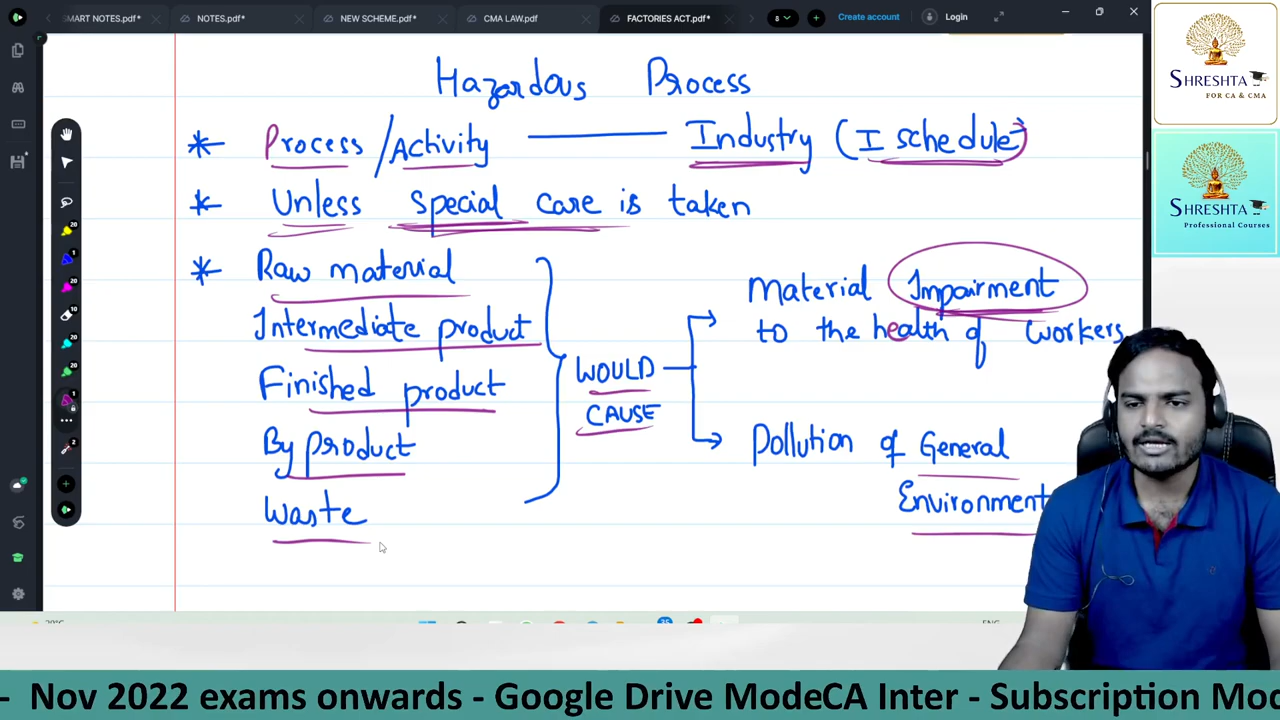 SMART NOTES.pdf*
NOTES.pdf*
NEW SCHEME.pdf*
CMA LAW.pdf
FACTORIES ACT.pdf*
8
Create account
Login
Hazardous Process
* Process / Activity Industry (I schedule)
* Unless special care is taken
* Raw material
Intermediate product
Finished product
By product
Waste
WOULD
CAUSE
Material Impairment
to the health of workers
Pollution of General
Environment
SHRESHTA
FOR CA & CMA
SHRESHTA
Professional Courses
- Nov 2022 exams onwards - Google Drive ModeCA Inter - Subscription Mod